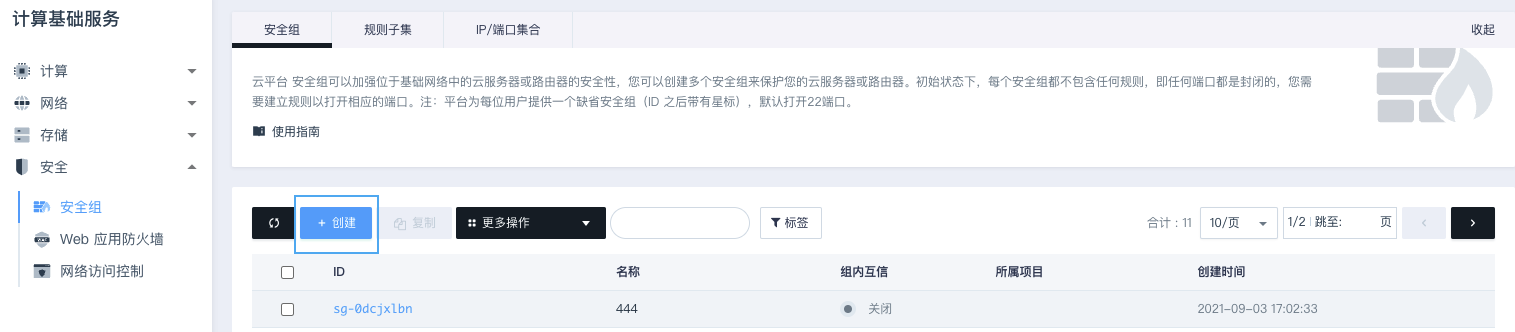 计算基础服务
计算
网络
存储
安全
安全组
Web 应用防火墙
网络访问控制
安全组 规则子集 IP/端口集合 收起
云平台 安全组可以加强位于基础网络中的云服务器或路由器的安全性，您可以创建多个安全组来保护您的云服务器或路由器。初始状态下，每个安全组都不包含任何规则，即任何端口都是封闭的，您需
要建立规则以打开相应的端口。注：平台为每位用户提供一个缺省安全组（ID 之后带有星标），默认打开22端口。
使用指南
+ 创建 复制 更多操作 标签 合计：11 10/页 1/2 跳至: 页
ID 名称 组内互信 所属项目 创建时间
sg-0dcjxlbn 444 关闭 2021-09-03 17:02:33